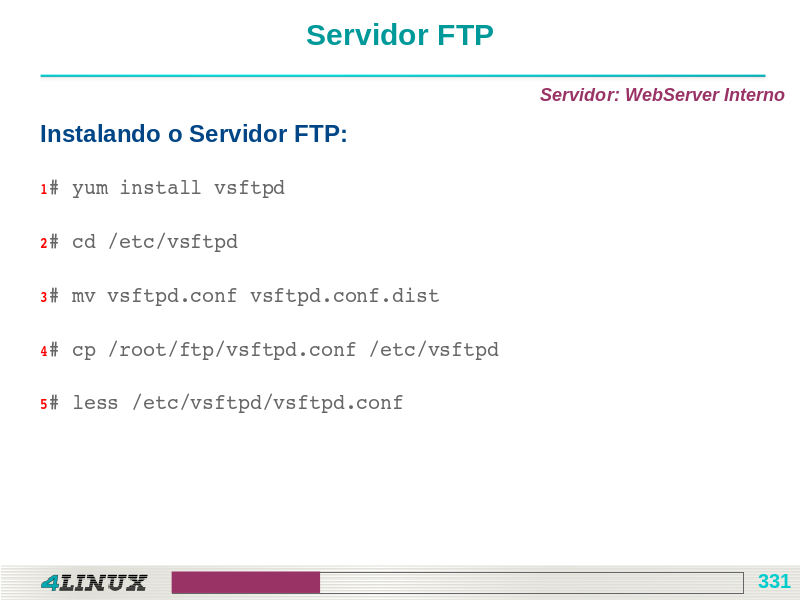 Servidor FTP
Servidor: WebServer Interno
Instalando o Servidor FTP:
1# yum install vsftpd
2# cd /etc/vsftpd
3# mv vsftpd.conf vsftpd.conf.dist
4# cp /root/ftp/vsftpd.conf /etc/vsftpd
5# less /etc/vsftpd/vsftpd.conf
4LINUX
331